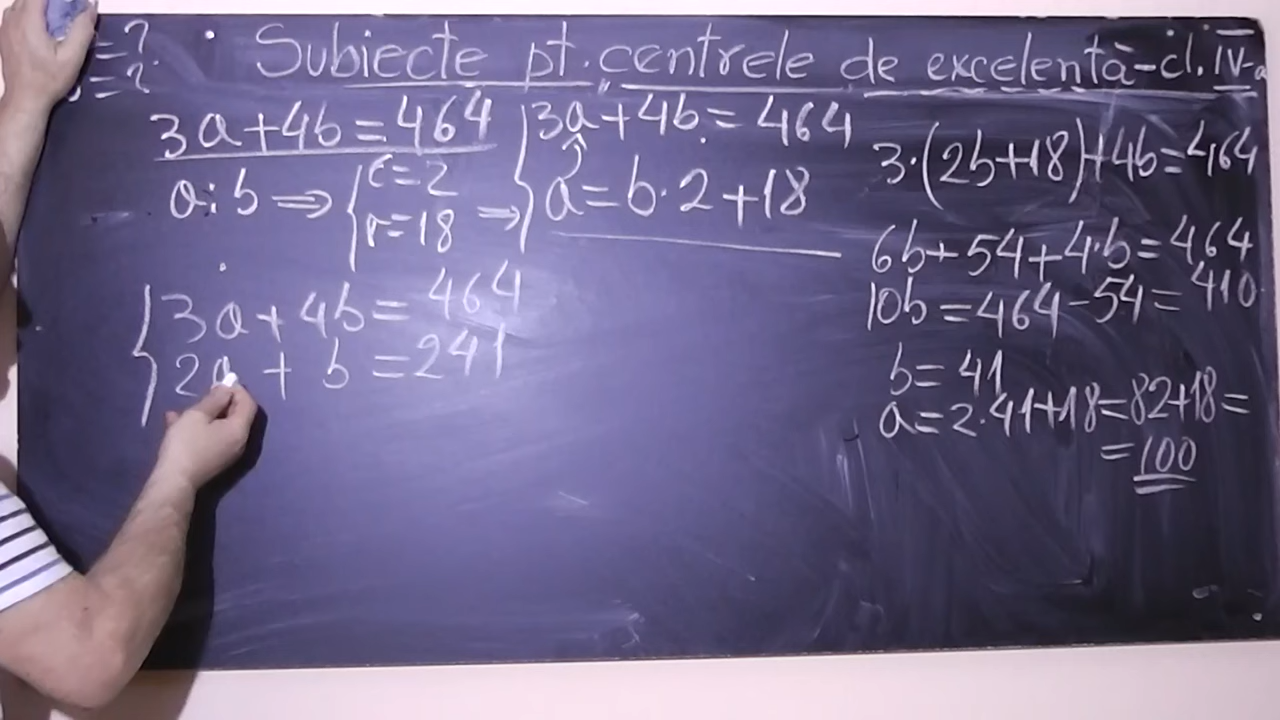 =?
=?
Subiecte pt. centrele de excelență - cl. IV-a
3a+4b=464
a:b ⇒ { c=2
r=18 ⇒
{ 3a+4b=464
a=b·2+18
{ 3a+4b=464
2a+b=241
3·(2b+18)+4b=464
6b+54+4·b=464
10b=464-54=410
b=41
a=2·41+18=82+18=
=100